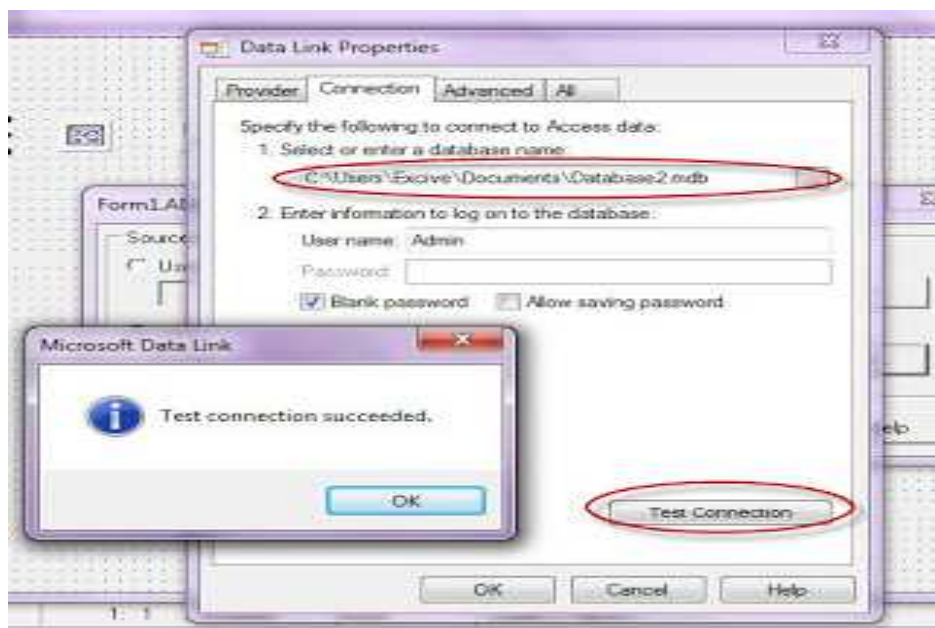 Data Link Properties
Provider Connection Advanced All
Specify the following to connect to Access data:
1. Select or enter a database name:
C:\Users\Excive\Documents\Database2.mdb
2. Enter information to log on to the database:
User name: Admin
Password:
Blank password Allow saving password
Form1.AD
Source
Us
Microsoft Data Link
Test connection succeeded.
OK
elp
Test Connection
OK Cancel Help
1: 1